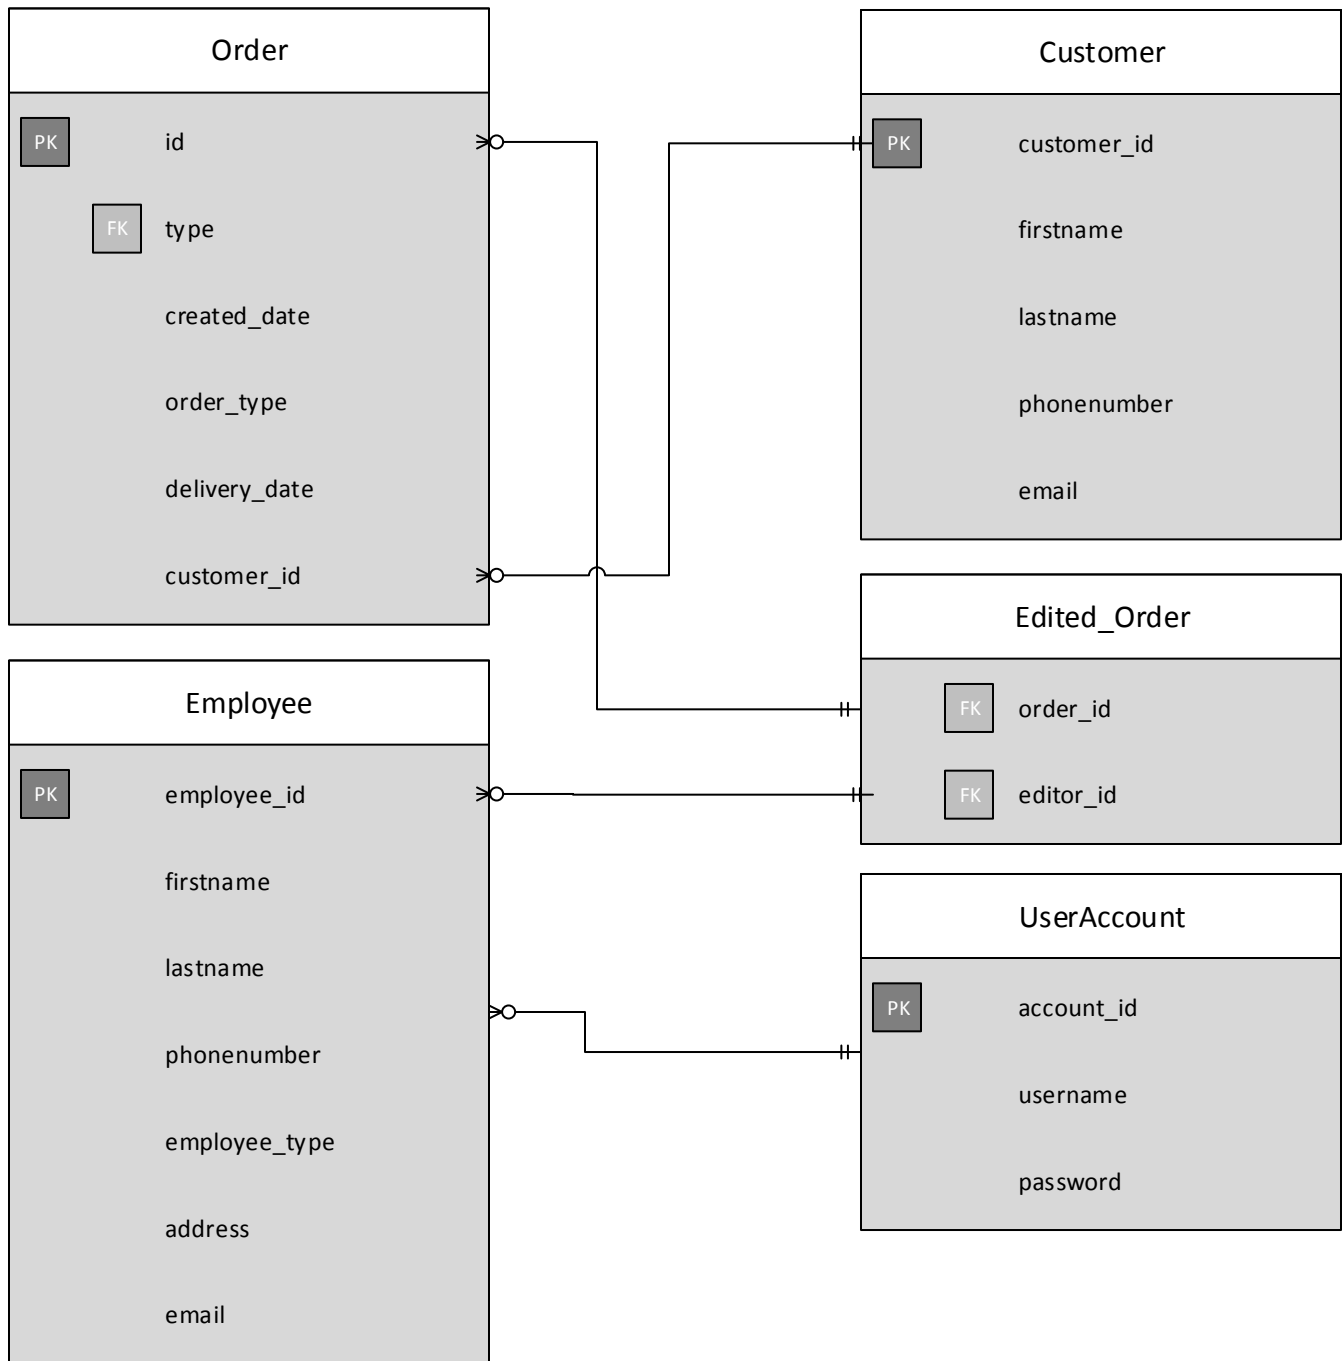 Order
PK id
FK type
created_date
order_type
delivery_date
customer_id
Customer
PK customer_id
firstname
lastname
phonenumber
email
Edited_Order
FK order_id
FK editor_id
Employee
PK employee_id
firstname
lastname
phonenumber
employee_type
address
email
UserAccount
PK account_id
username
password